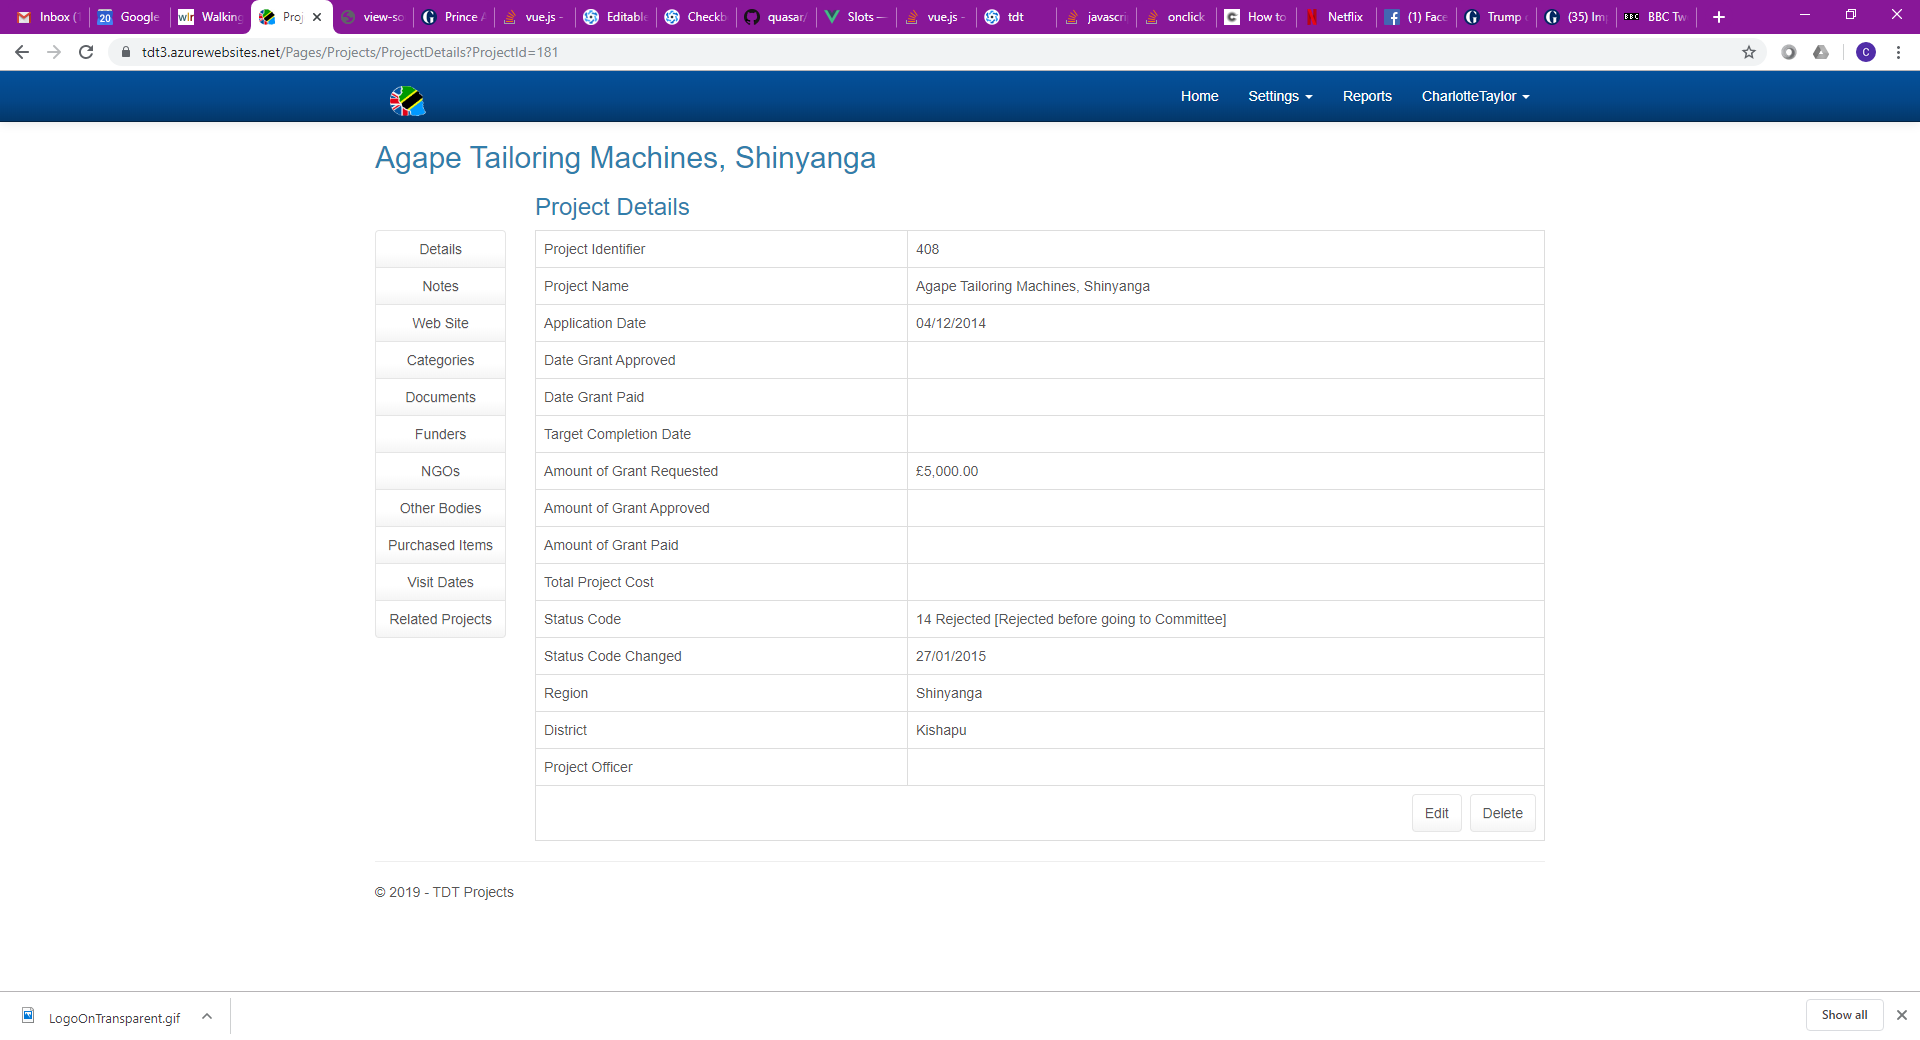 Inbox (
20 Google
wlr Walking
Proj
view-so
Prince A
vue.js -
Editable
Checkb
quasar/
Slots —
vue.js -
tdt
javascri
onclick
How to
Netflix
(1) Face
Trump
(35) Im
BBC BBC Tw
tdt3.azurewebsites.net/Pages/Projects/ProjectDetails?ProjectId=181
C
Home Settings Reports CharlotteTaylor
Agape Tailoring Machines, Shinyanga
Project Details
Details
Notes
Web Site
Categories
Documents
Funders
NGOs
Other Bodies
Purchased Items
Visit Dates
Related Projects
Project Identifier 408
Project Name Agape Tailoring Machines, Shinyanga
Application Date 04/12/2014
Date Grant Approved
Date Grant Paid
Target Completion Date
Amount of Grant Requested £5,000.00
Amount of Grant Approved
Amount of Grant Paid
Total Project Cost
Status Code 14 Rejected [Rejected before going to Committee]
Status Code Changed 27/01/2015
Region Shinyanga
District Kishapu
Project Officer
Edit Delete
© 2019 - TDT Projects
LogoOnTransparent.gif
Show all